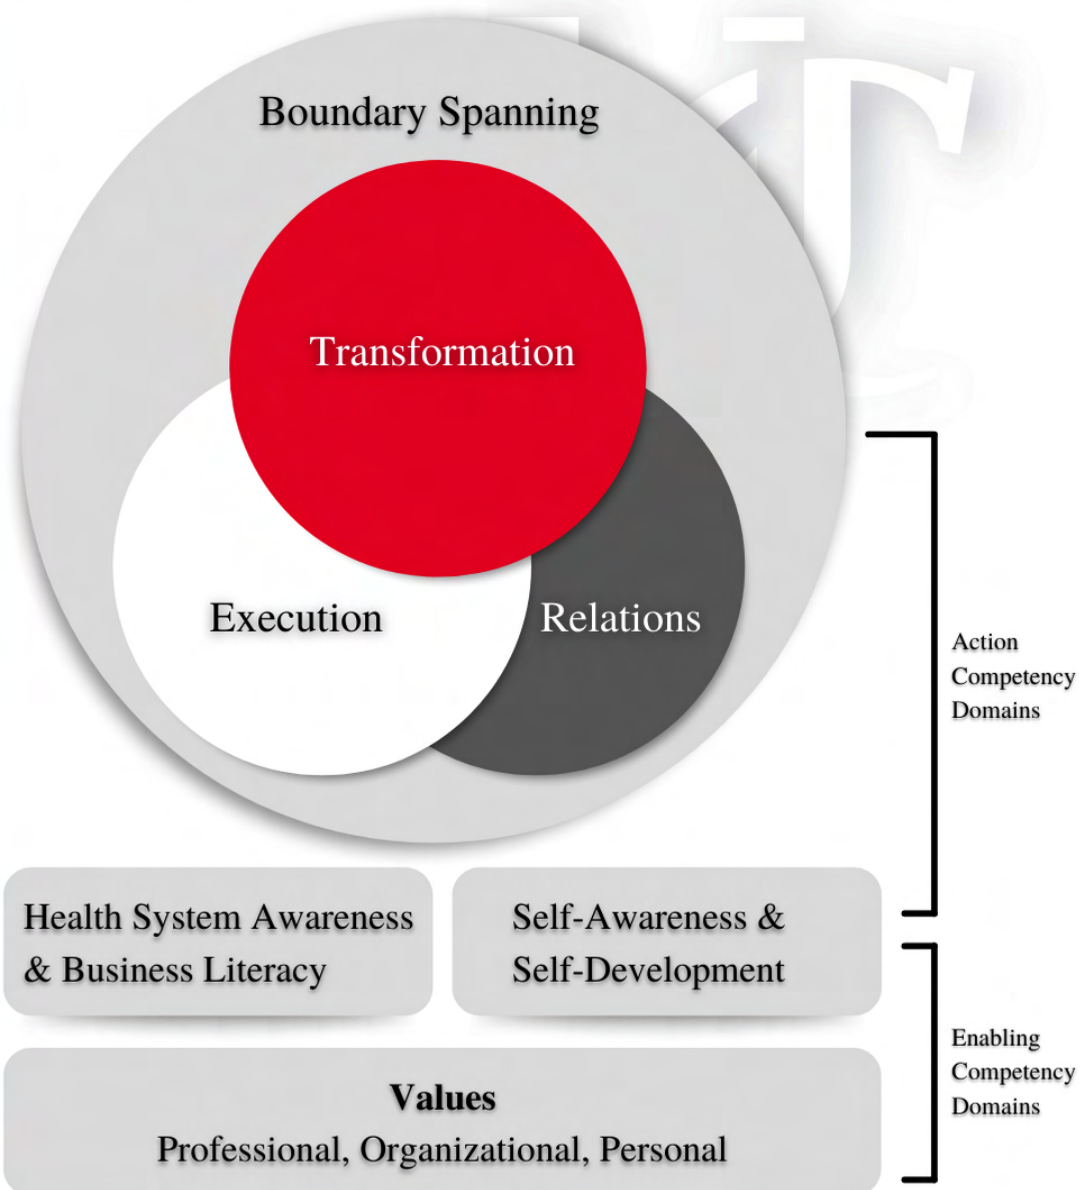 Boundary Spanning
Transformation
Execution
Relations
Action
Competency
Domains
Health System Awareness
& Business Literacy
Self-Awareness &
Self-Development
Enabling
Competency
Domains
Values
Professional, Organizational, Personal